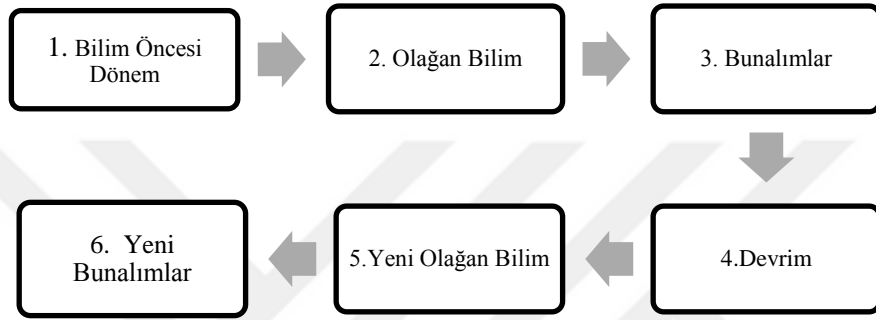 1. Bilim Öncesi
Dönem
2. Olağan Bilim
3. Bunalımlar
4.Devrim
5.Yeni Olağan Bilim
6. Yeni
Bunalımlar